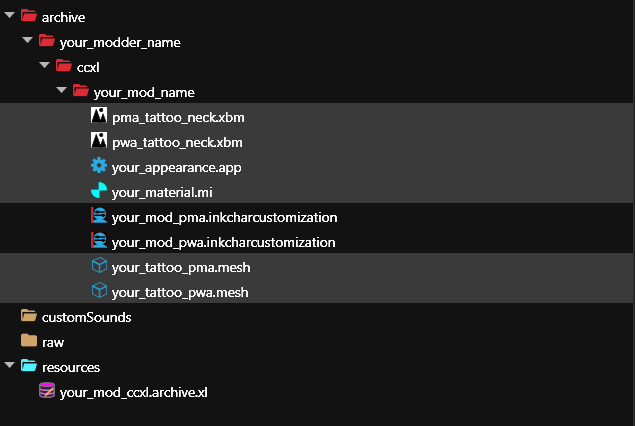 archive
your_modder_name
ccxl
your_mod_name
pma_tattoo_neck.xbm
pwa_tattoo_neck.xbm
your_appearance.app
your_material.mi
your_mod_pma.inkcharcustomization
your_mod_pwa.inkcharcustomization
your_tattoo_pma.mesh
your_tattoo_pwa.mesh
customSounds
raw
resources
your_mod_ccxl.archive.xl